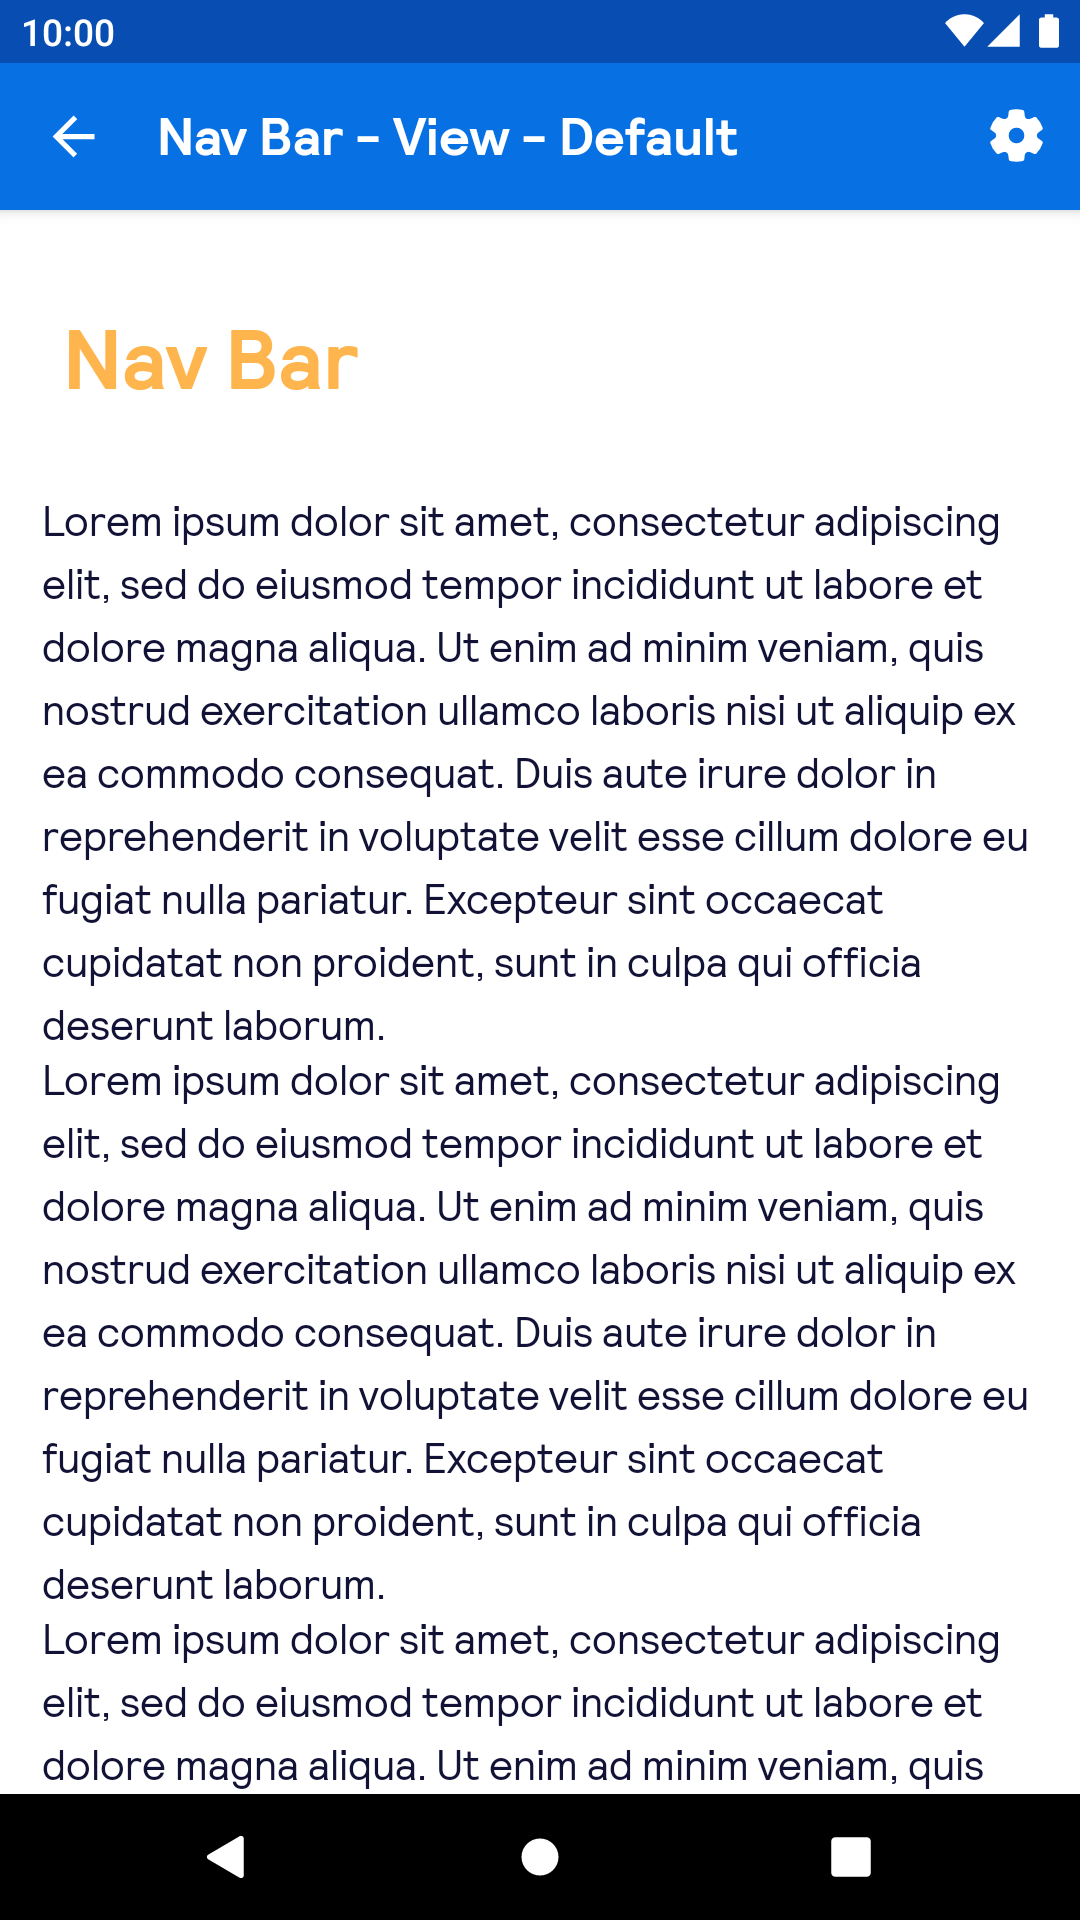 10:00
Nav Bar - View - Default
Nav Bar
Lorem ipsum dolor sit amet, consectetur adipiscing
elit, sed do eiusmod tempor incididunt ut labore et
dolore magna aliqua. Ut enim ad minim veniam, quis
nostrud exercitation ullamco laboris nisi ut aliquip ex
ea commodo consequat. Duis aute irure dolor in
reprehenderit in voluptate velit esse cillum dolore eu
fugiat nulla pariatur. Excepteur sint occaecat
cupidatat non proident, sunt in culpa qui officia
deserunt laborum.
Lorem ipsum dolor sit amet, consectetur adipiscing
elit, sed do eiusmod tempor incididunt ut labore et
dolore magna aliqua. Ut enim ad minim veniam, quis
nostrud exercitation ullamco laboris nisi ut aliquip ex
ea commodo consequat. Duis aute irure dolor in
reprehenderit in voluptate velit esse cillum dolore eu
fugiat nulla pariatur. Excepteur sint occaecat
cupidatat non proident, sunt in culpa qui officia
deserunt laborum.
Lorem ipsum dolor sit amet, consectetur adipiscing
elit, sed do eiusmod tempor incididunt ut labore et
dolore magna aliqua. Ut enim ad minim veniam, quis